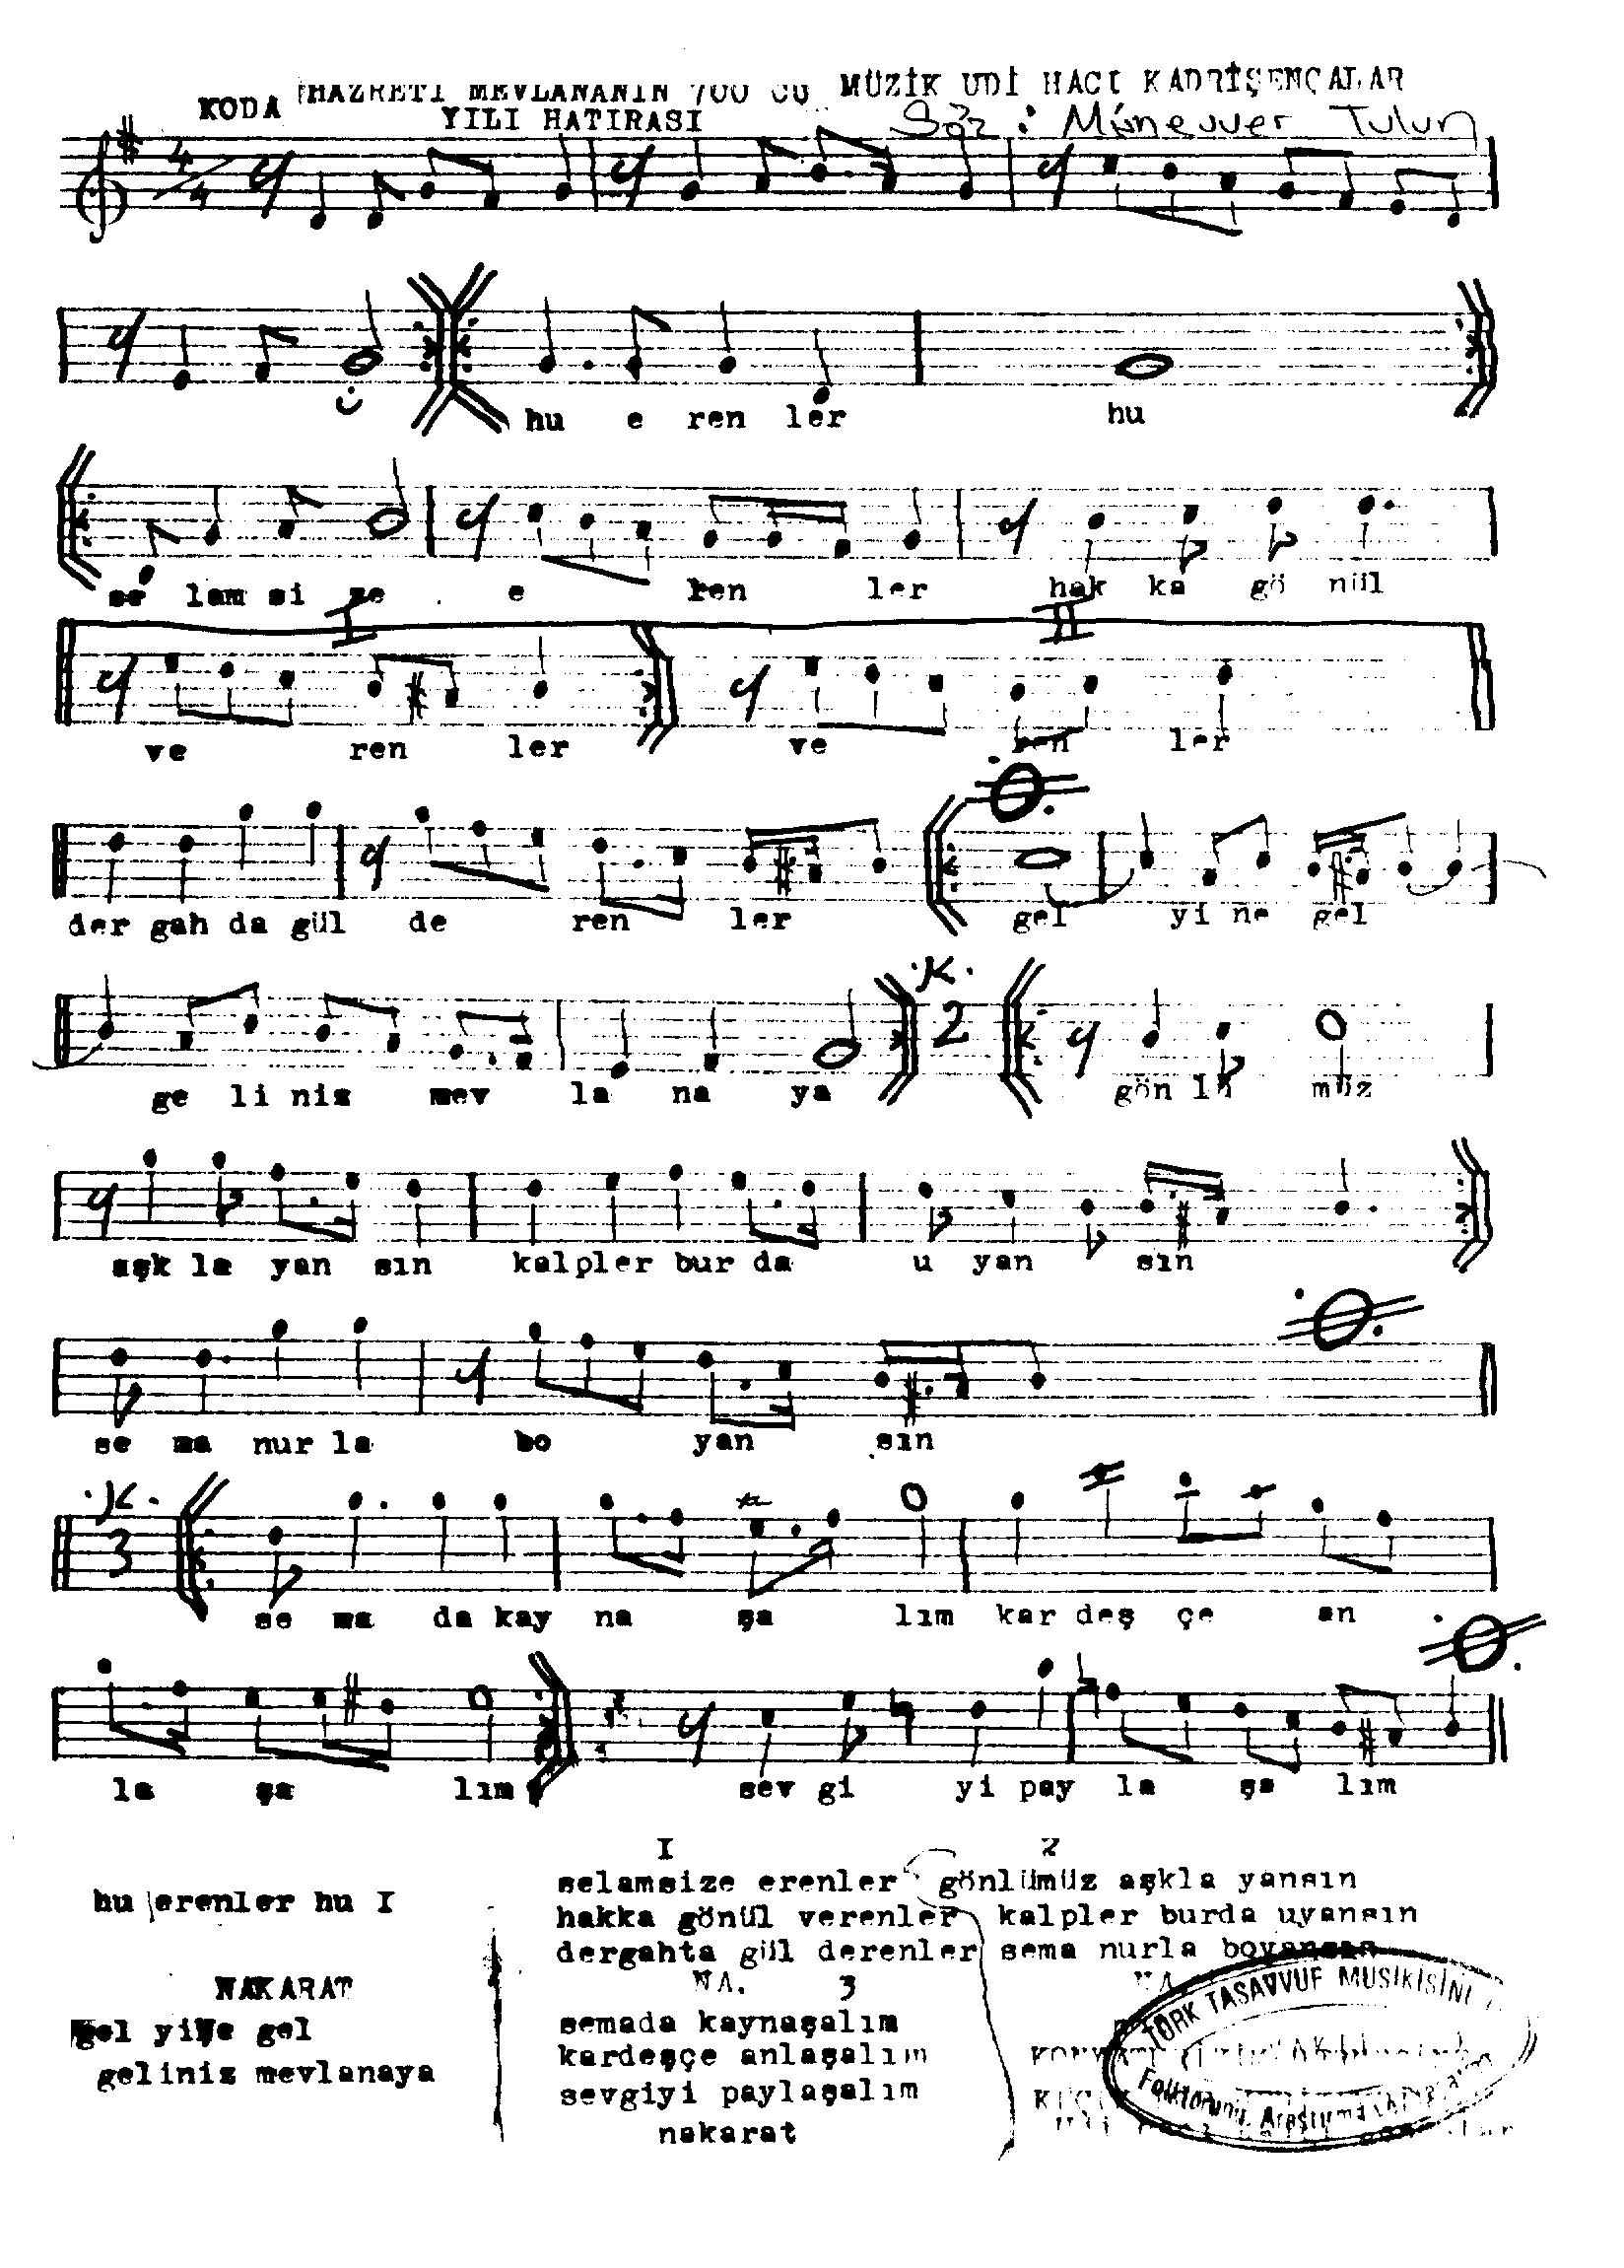 KODA HAZRETİ MEVLANANIN 700 CÜ MÜZİK UDİ HACI KADRİŞENÇALAR
YILI HATIRASI Söz : Münevver Tulun
4
4
hu e ren ler hu
se lam si ze e ren ler hak ka gö nül
I II
ve ren ler ve ren ler
der gah da gül de ren ler gel yi ne gel
.K.
2
ge li niz mev la na ya gön lü müz
aşk la yan sın kalpler bur da u yan sın
se ma nur la bo yan sın
.K.
3
se ma da kay na şa lım kar deş çe an
la şa lım sev gi yi pay la şa lım
I 2
selamsize erenler gönlümüz aşkla yansın
hu erenler hu I
hakka gönül verenler kalpler burda uyansın
dergahta gül derenler sema nurla boyansın
NAKARAT
NA. 3 NA
gel yine gel
semada kaynaşalım
kardeşçe anlaşalım
geliniz mevlanaya
sevgiyi paylaşalım
nakarat
TÜRK TASAVVUF MUSIKİSİNİ
Folklorunu Araştırma